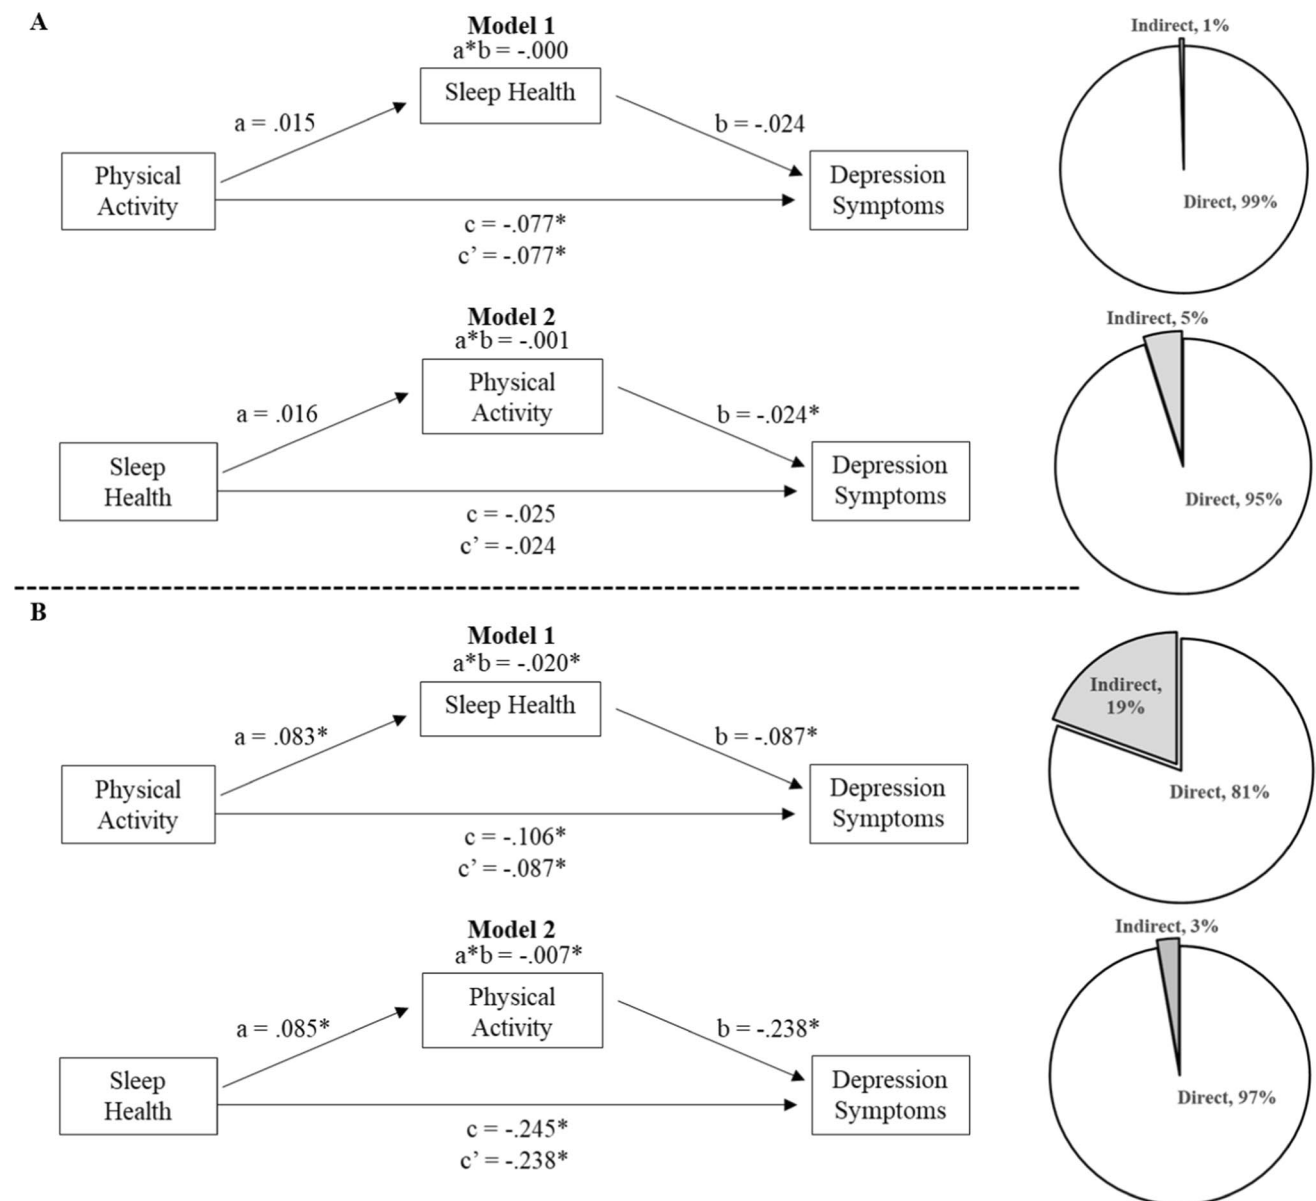 A
Model 1
a*b = -.000
Sleep Health
a = .015
b = -.024
Physical
Activity
Depression
Symptoms
c = -.077*
c’ = -.077*
Indirect, 1%
Direct, 99%
Model 2
a*b = -.001
Physical
Activity
a = .016
b = -.024*
Sleep
Health
Depression
Symptoms
c = -.025
c’ = -.024
Indirect, 5%
Direct, 95%
B
Model 1
a*b = -.020*
Sleep Health
a = .083*
b = -.087*
Physical
Activity
Depression
Symptoms
c = -.106*
c’ = -.087*
Indirect,
19%
Direct, 81%
Model 2
a*b = -.007*
Physical
Activity
a = .085*
b = -.238*
Sleep
Health
Depression
Symptoms
c = -.245*
c’ = -.238*
Indirect, 3%
Direct, 97%